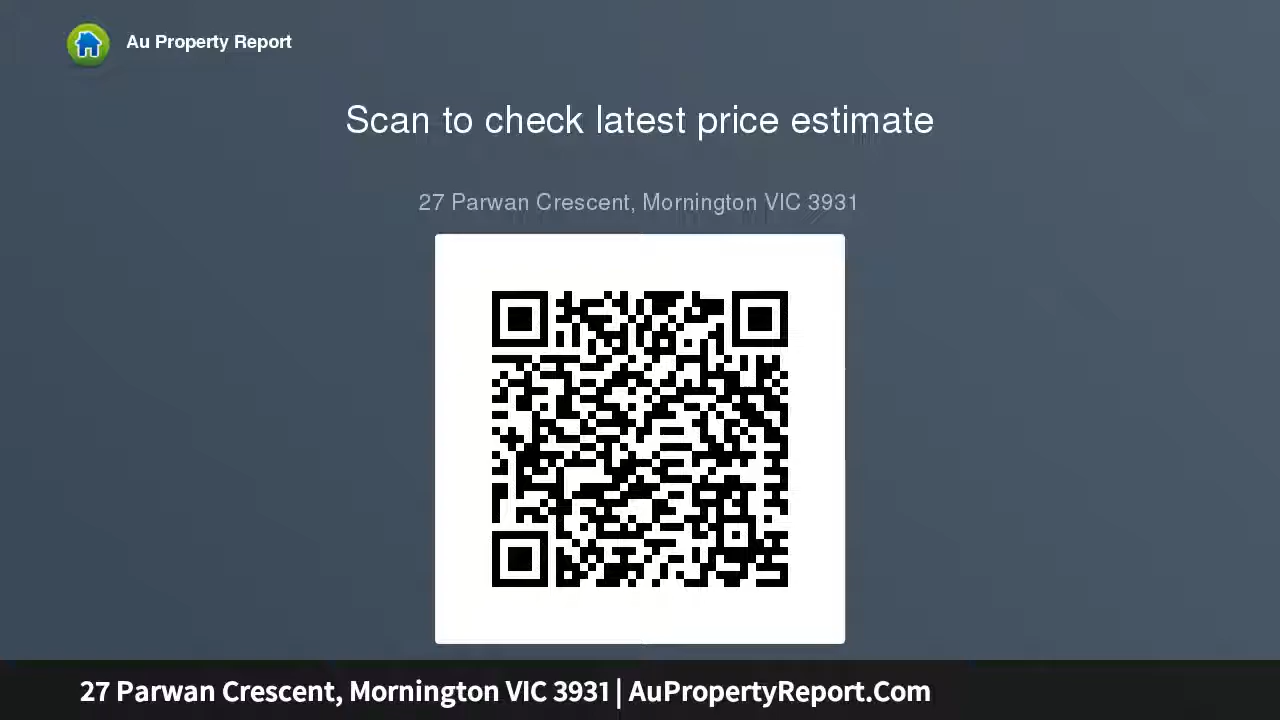 Au Property Report
Scan to check latest price estimate
27 Parwan Crescent, Mornington VIC 3931
27 Parwan Crescent, Mornington VIC 3931 | AuPropertyReport.Com